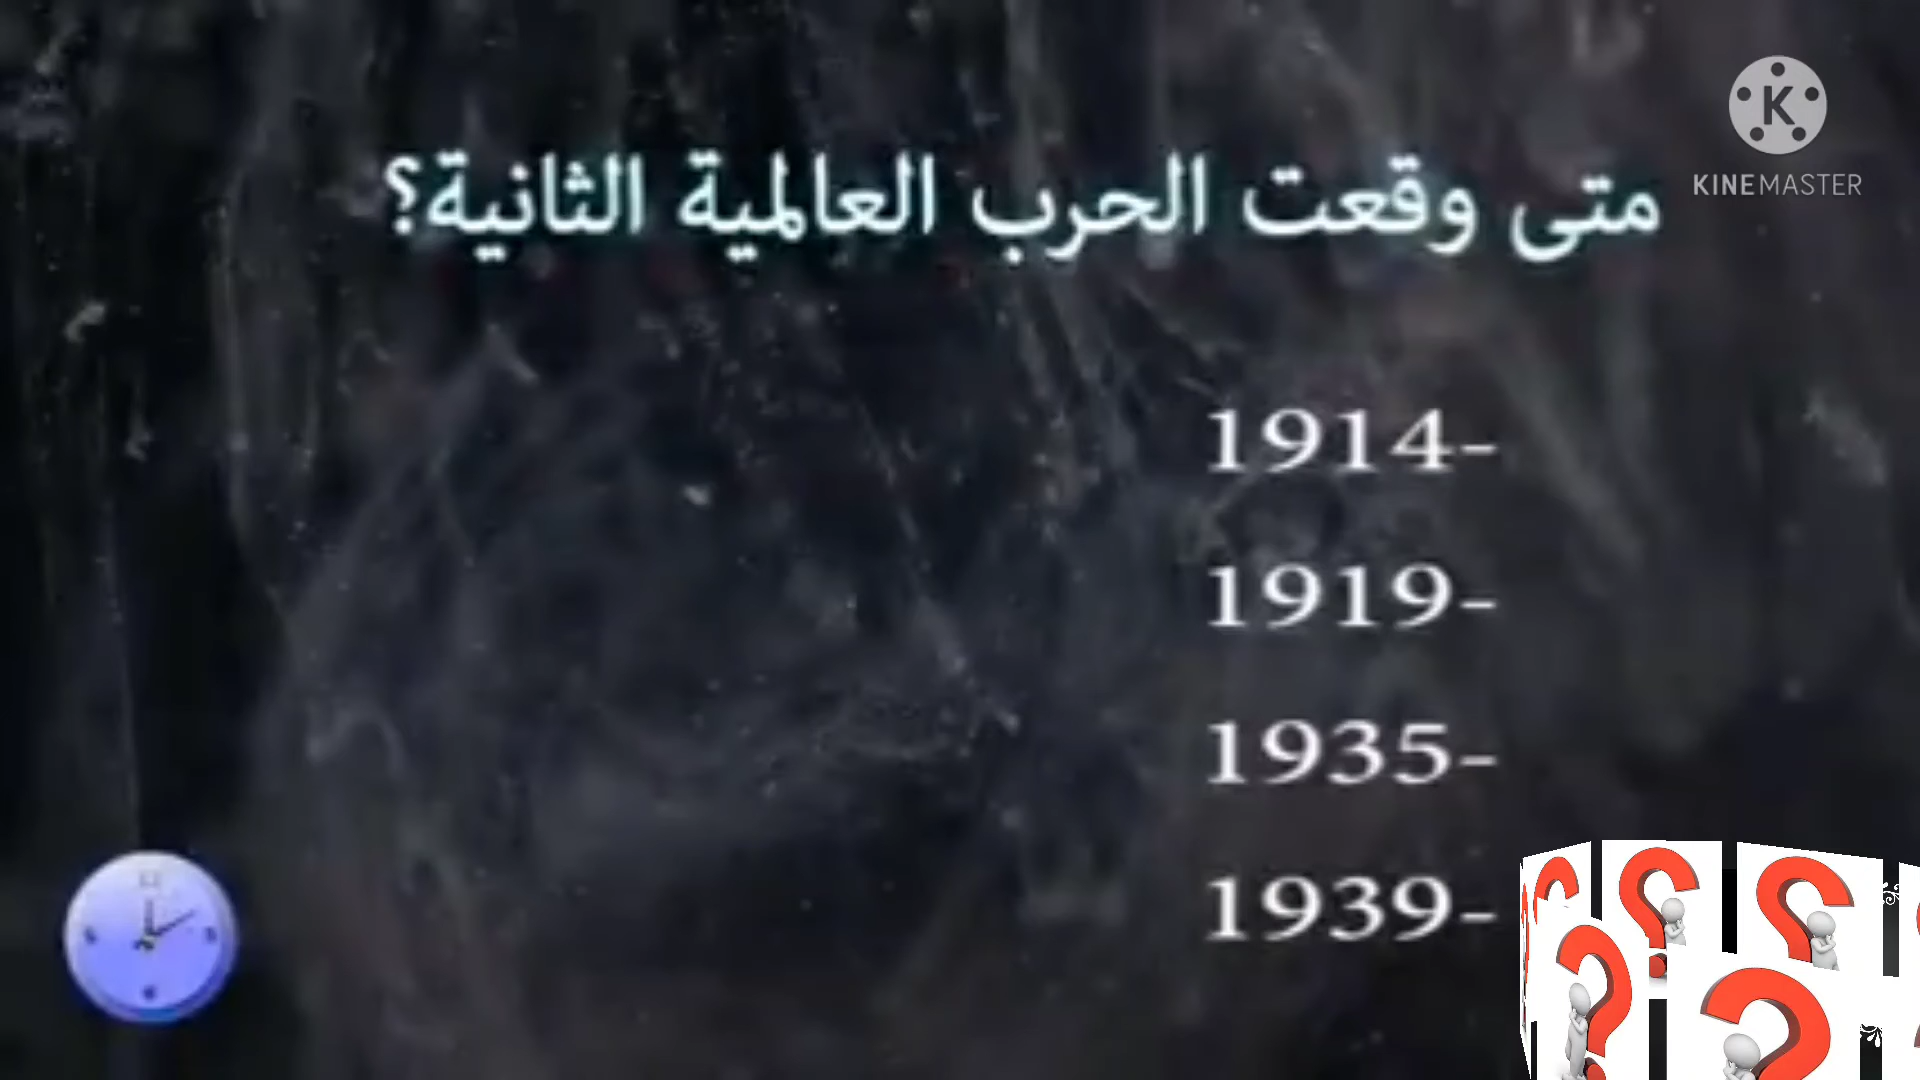 KINEMASTER
متى وقعت الحرب العالمية الثانية؟
1914-
1919-
1935-
1939-